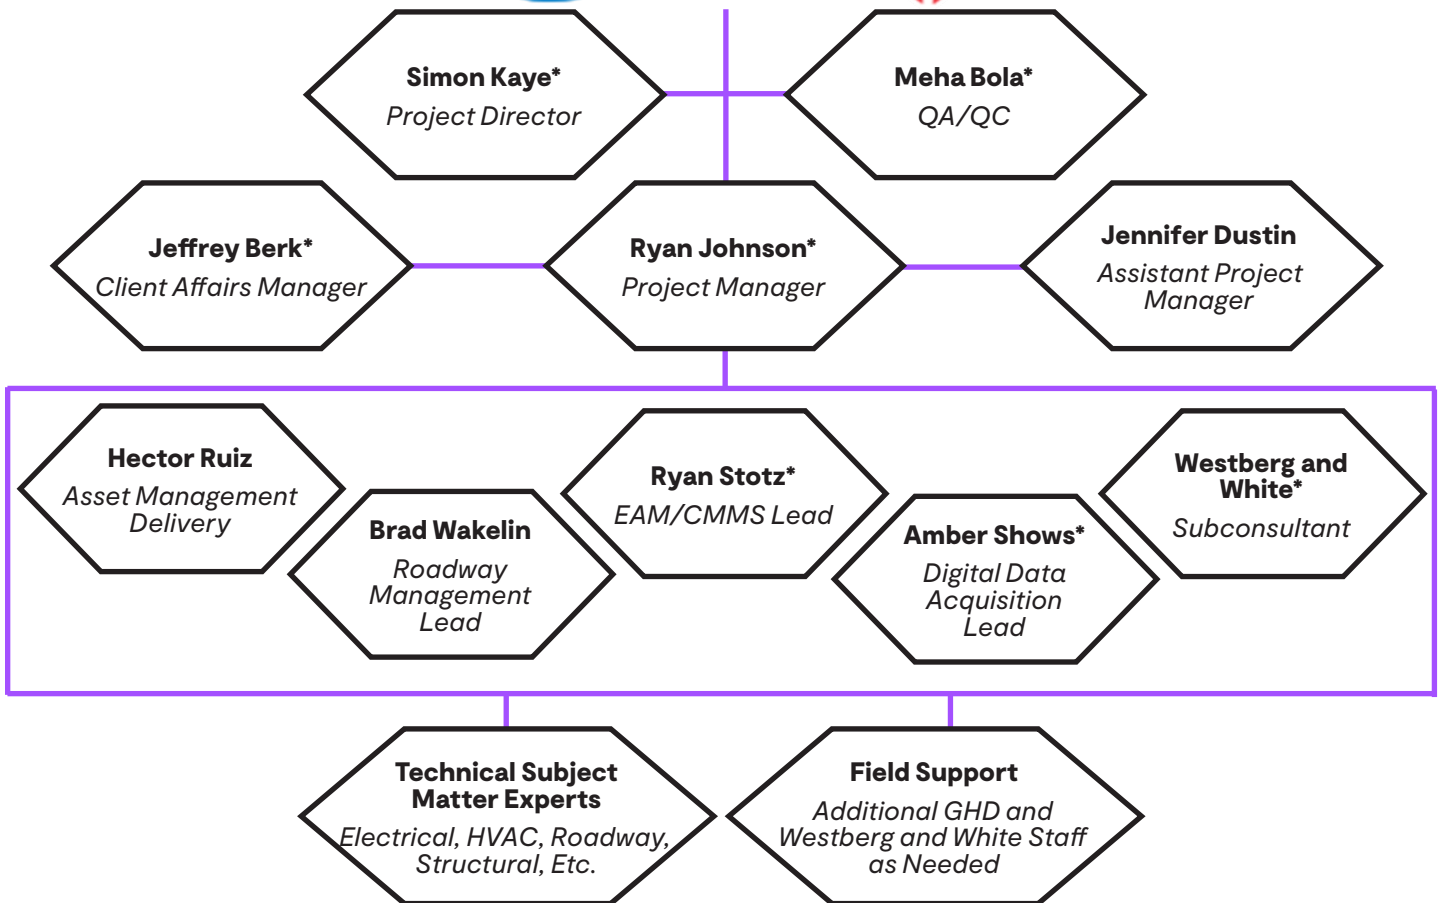 Simon Kaye*
Project Director
Meha Bola*
QA/QC
Jeffrey Berk*
Client Affairs Manager
Ryan Johnson*
Project Manager
Jennifer Dustin
Assistant Project
Manager
Hector Ruiz
Asset Management
Delivery
Brad Wakelin
Roadway
Management
Lead
Ryan Stotz*
EAM/CMMS Lead
Amber Shows*
Digital Data
Acquisition
Lead
Westberg and
White*
Subconsultant
Technical Subject
Matter Experts
Electrical, HVAC, Roadway,
Structural, Etc.
Field Support
Additional GHD and
Westberg and White Staff
as Needed